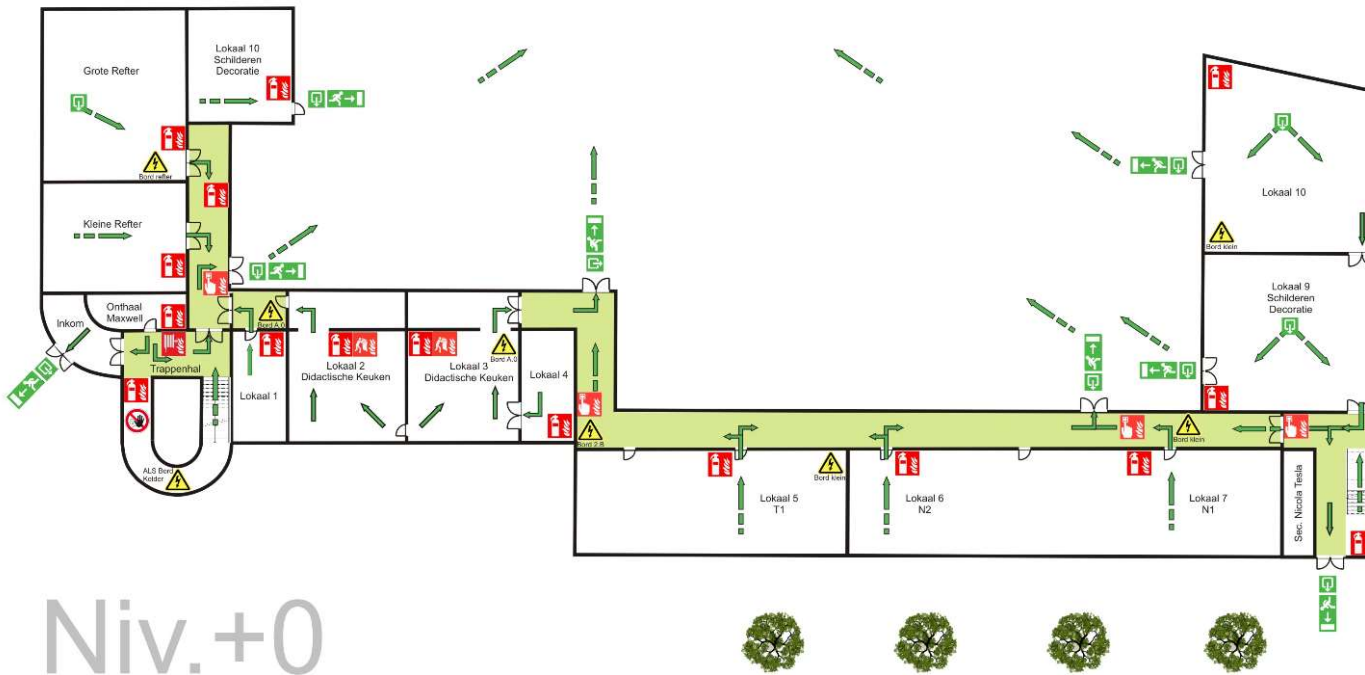 Grote Refter
Bord refter
Lokaal 10
Schilderen
Decoratie
Kleine Refter
Onthaal
Maxwell
Inkom
Trappenhal
ALS Bord
Kelder
Bord A.0
Lokaal 1
Lokaal 2
Didactische Keuken
Lokaal 3
Didactische Keuken
Bord A.0
Lokaal 4
Bord 2.B
Lokaal 5
T1
Bord klein
Lokaal 6
N2
Lokaal 7
N1
Bord klein
Sec. Nicola Tesla
Lokaal 10
Bord klein
Lokaal 9
Schilderen
Decoratie
Niv.+0